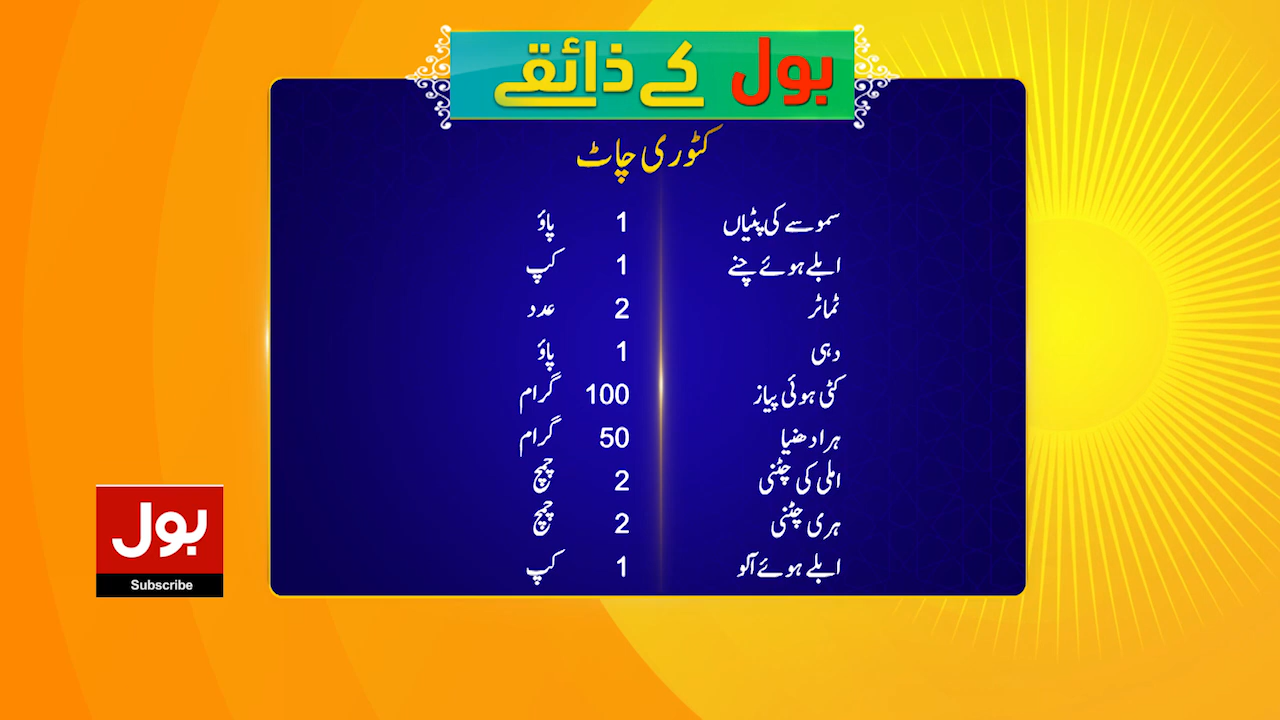 بول کے ذائقے
کٹوری چاٹ
سموسے کی پٹیاں 1 پاؤ
ابلے ہوئے چنے 1 کپ
ٹماٹر 2 عدد
دہی 1 پاؤ
کٹی ہوئی پیاز 100 گرام
ہرا دھنیا 50 گرام
املی کی چٹنی 2 چمچ
ہری چٹنی 2 چمچ
ابلے ہوئے آلو 1 کپ
بول
Subscribe